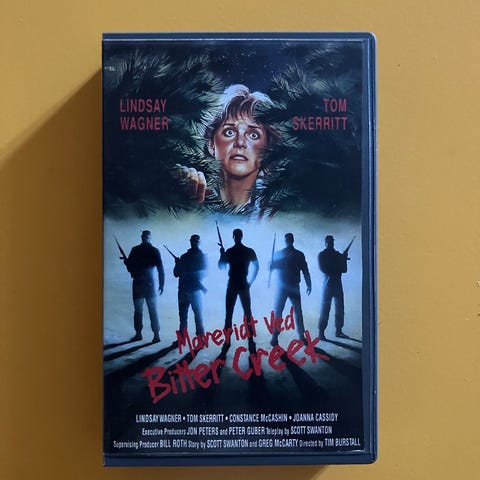 LINDSAY
WAGNER
TOM
SKERRITT
Mareridt Ved
Bitter Creek
LINDSAY WAGNER • TOM SKERRITT • CONSTANCE McCASHIN • JOANNA CASSIDY
Executive Producers JON PETERS and PETER GUBER Teleplay by SCOTT SWANTON
Supervising Producer BILL ROTH Story by SCOTT SWANTON and GREG McCARTY Directed by TIM BURSTALL